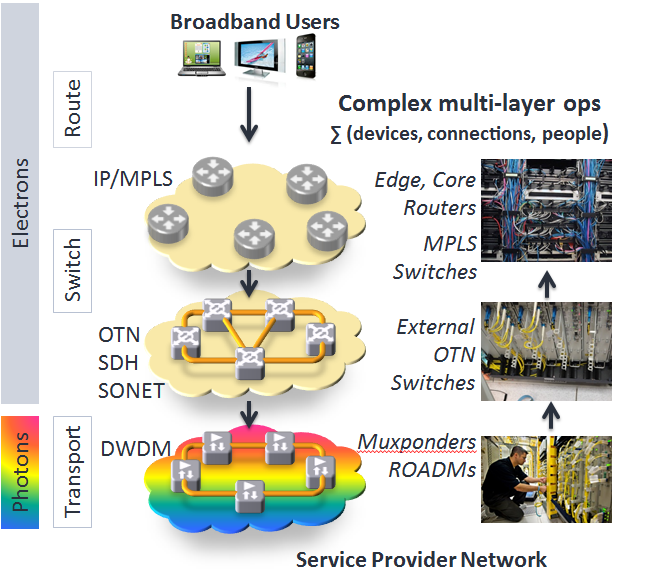 Broadband Users
Electrons
Route
Complex multi-layer ops
∑ (devices, connections, people)
IP/MPLS
Edge, Core
Routers
MPLS
Switches
Switch
OTN
SDH
SONET
External
OTN
Switches
Photons
Transport
DWDM
Muxponders
ROADMs
Service Provider Network